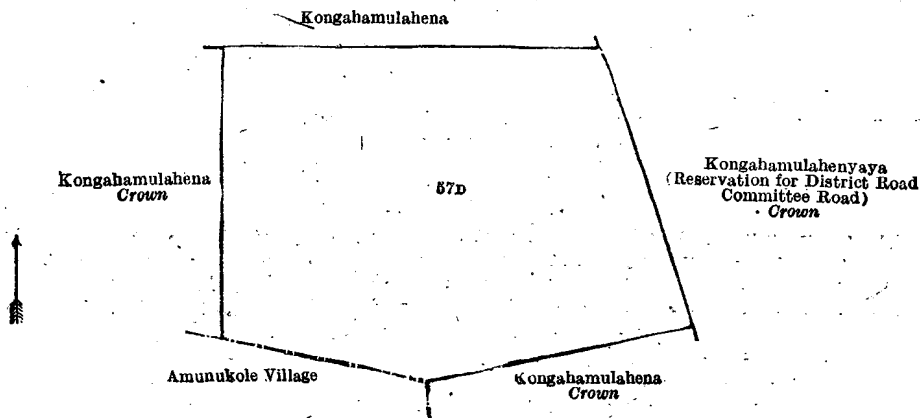 Kongahamulahena
Kongahamulahena
Crown
57D
Kongahamulahenyaya
(Reservation for District Road
Committee Road)
Crown
Amunukole Village
Kongahamulahena
Crown